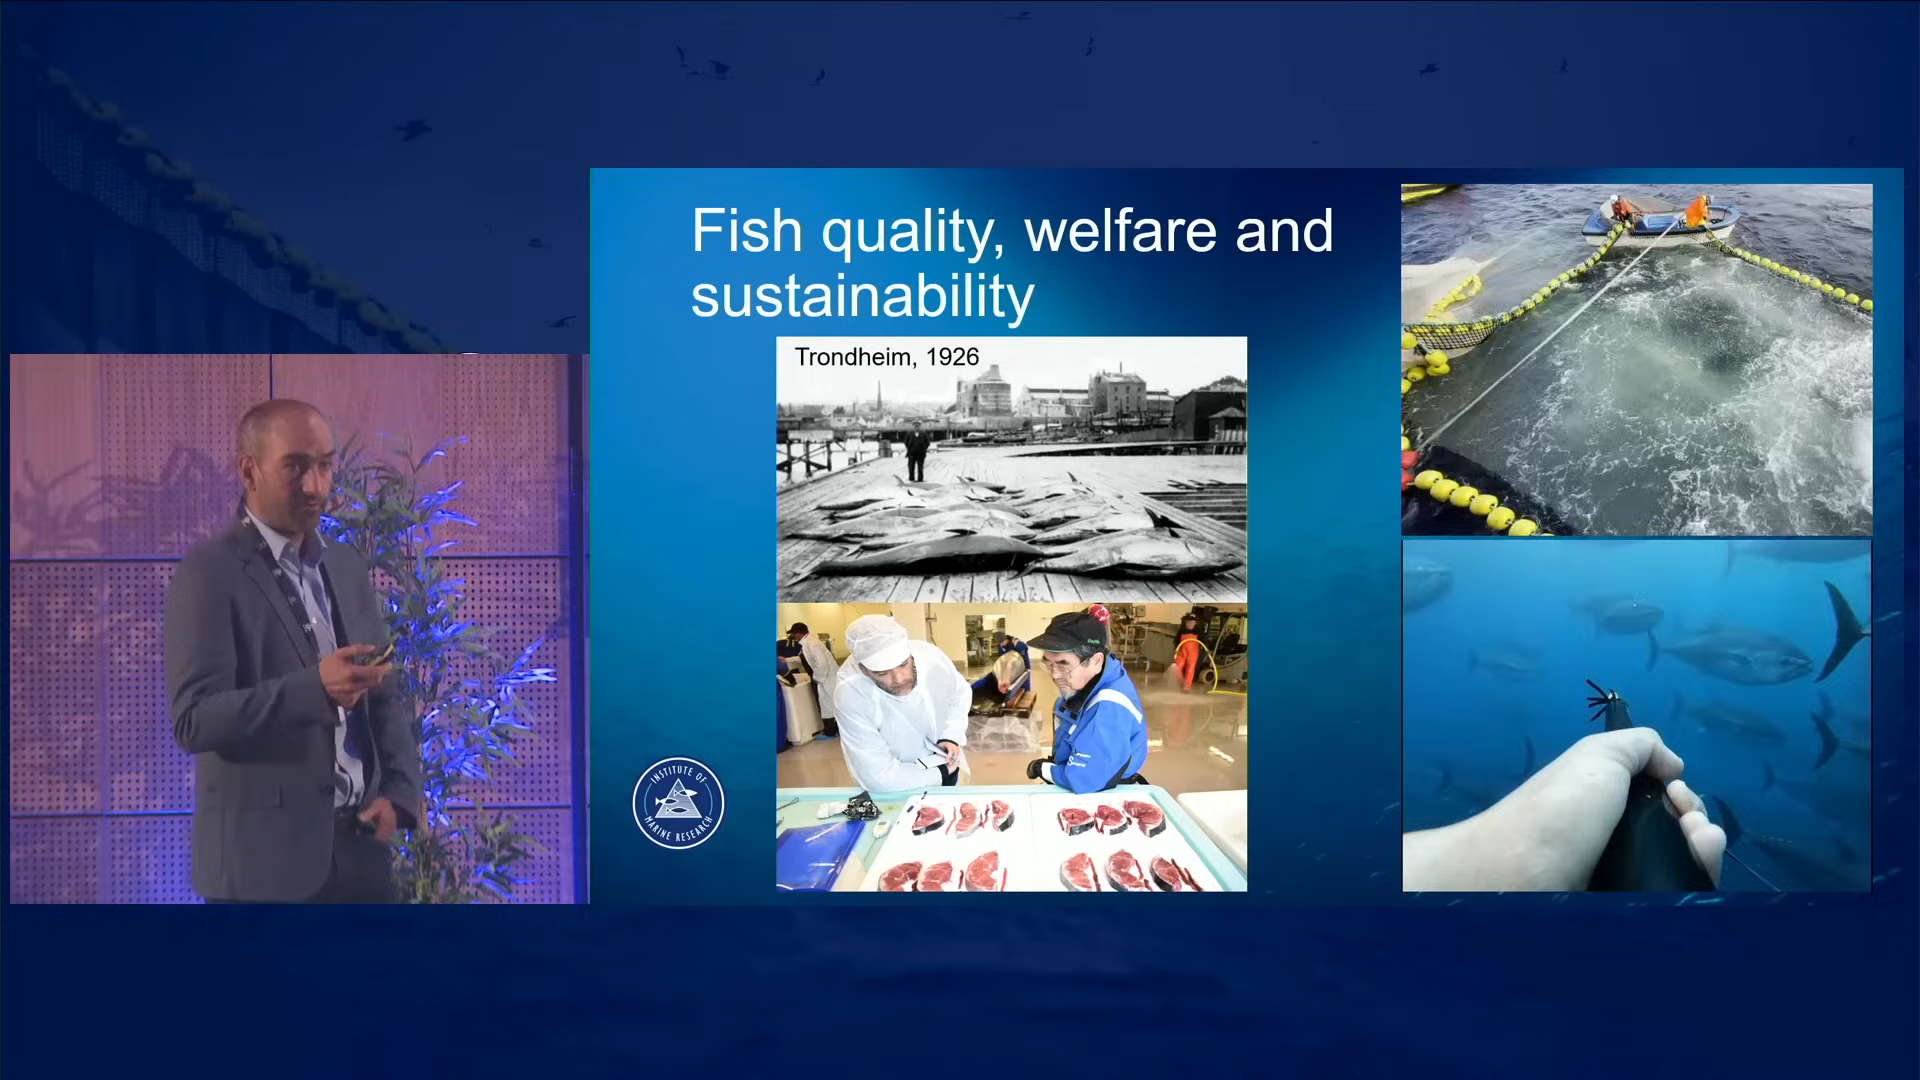 Fish quality, welfare and
sustainability
Trondheim, 1926
INSTITUTE OF
MARINE RESEARCH